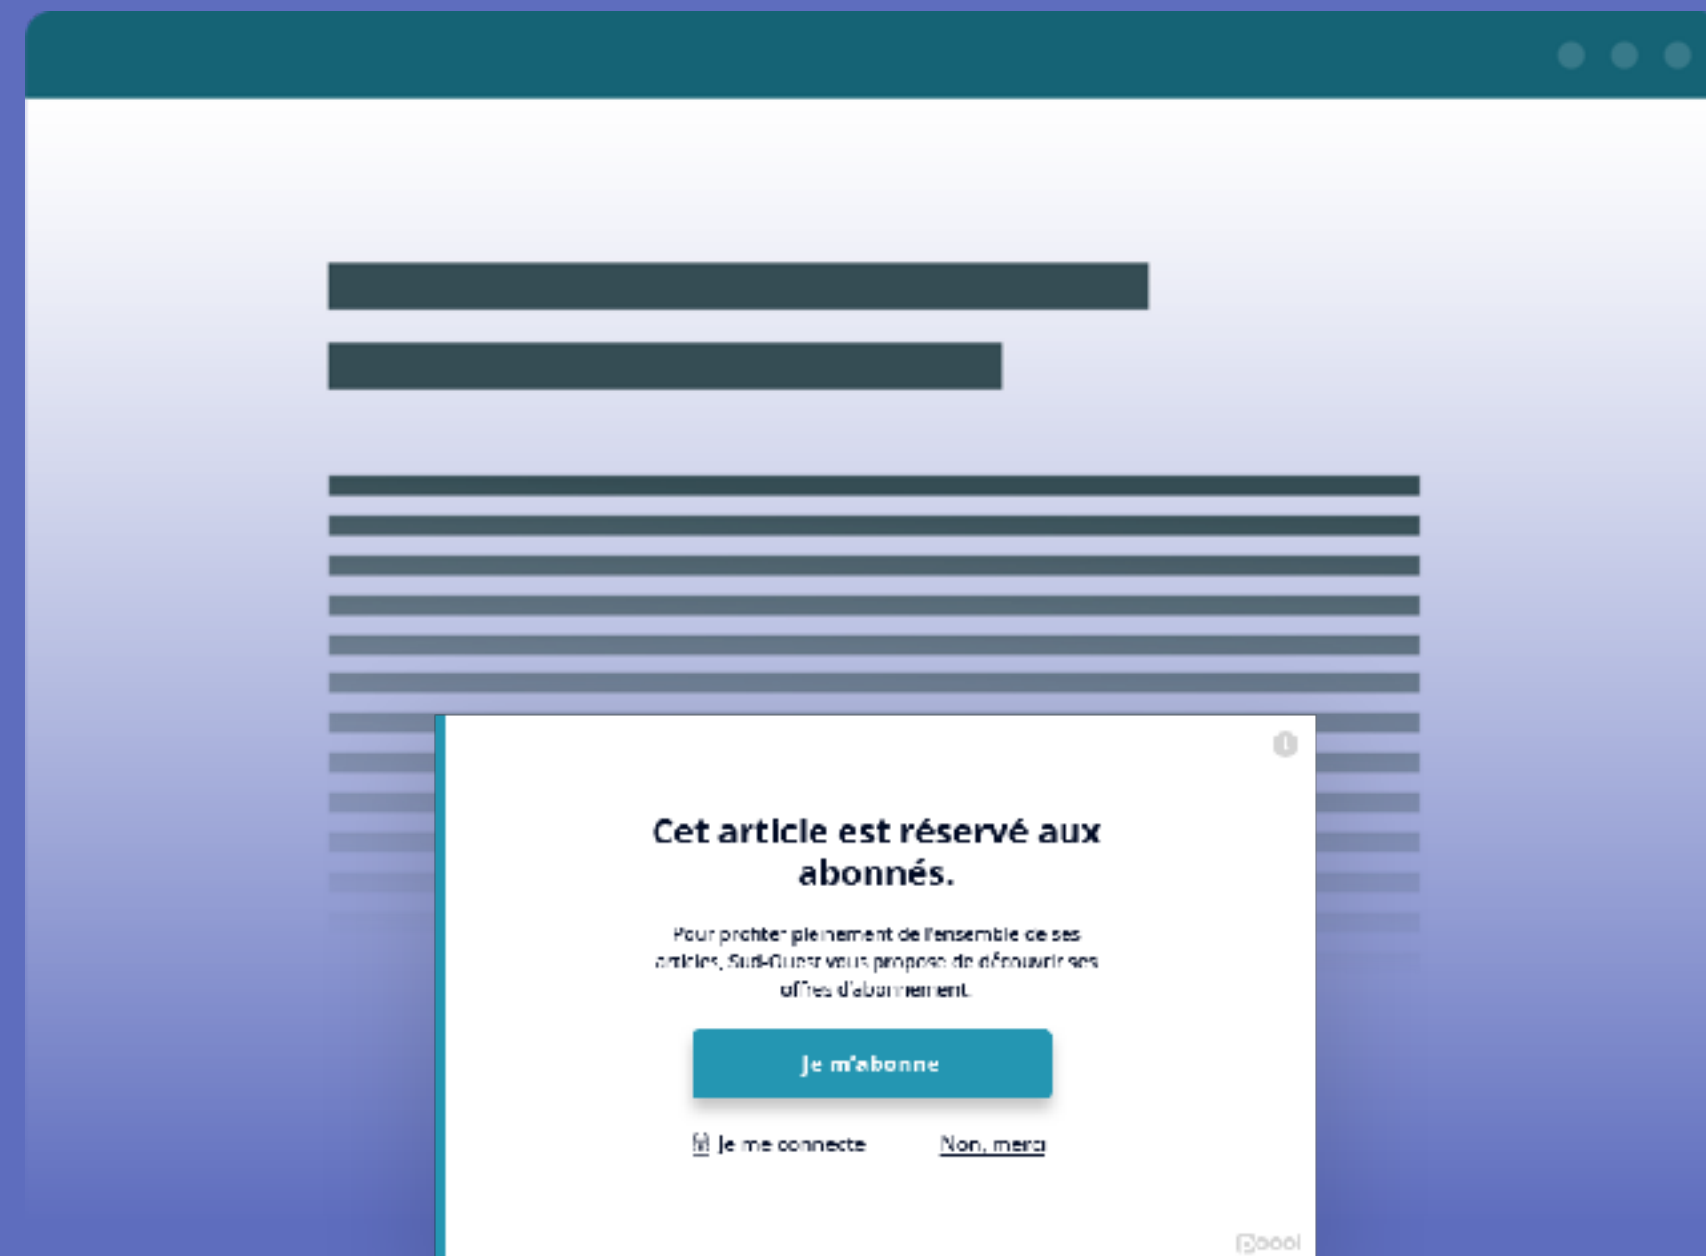 Cet article est réservé aux
abonnés.
Pour profiter pleinement de l'ensemble de ses
articles, Sud-Ouest vous propose de découvrir ses
offres d'abonnement.
Je m'abonne
Je me connecte
Non, merci
poool